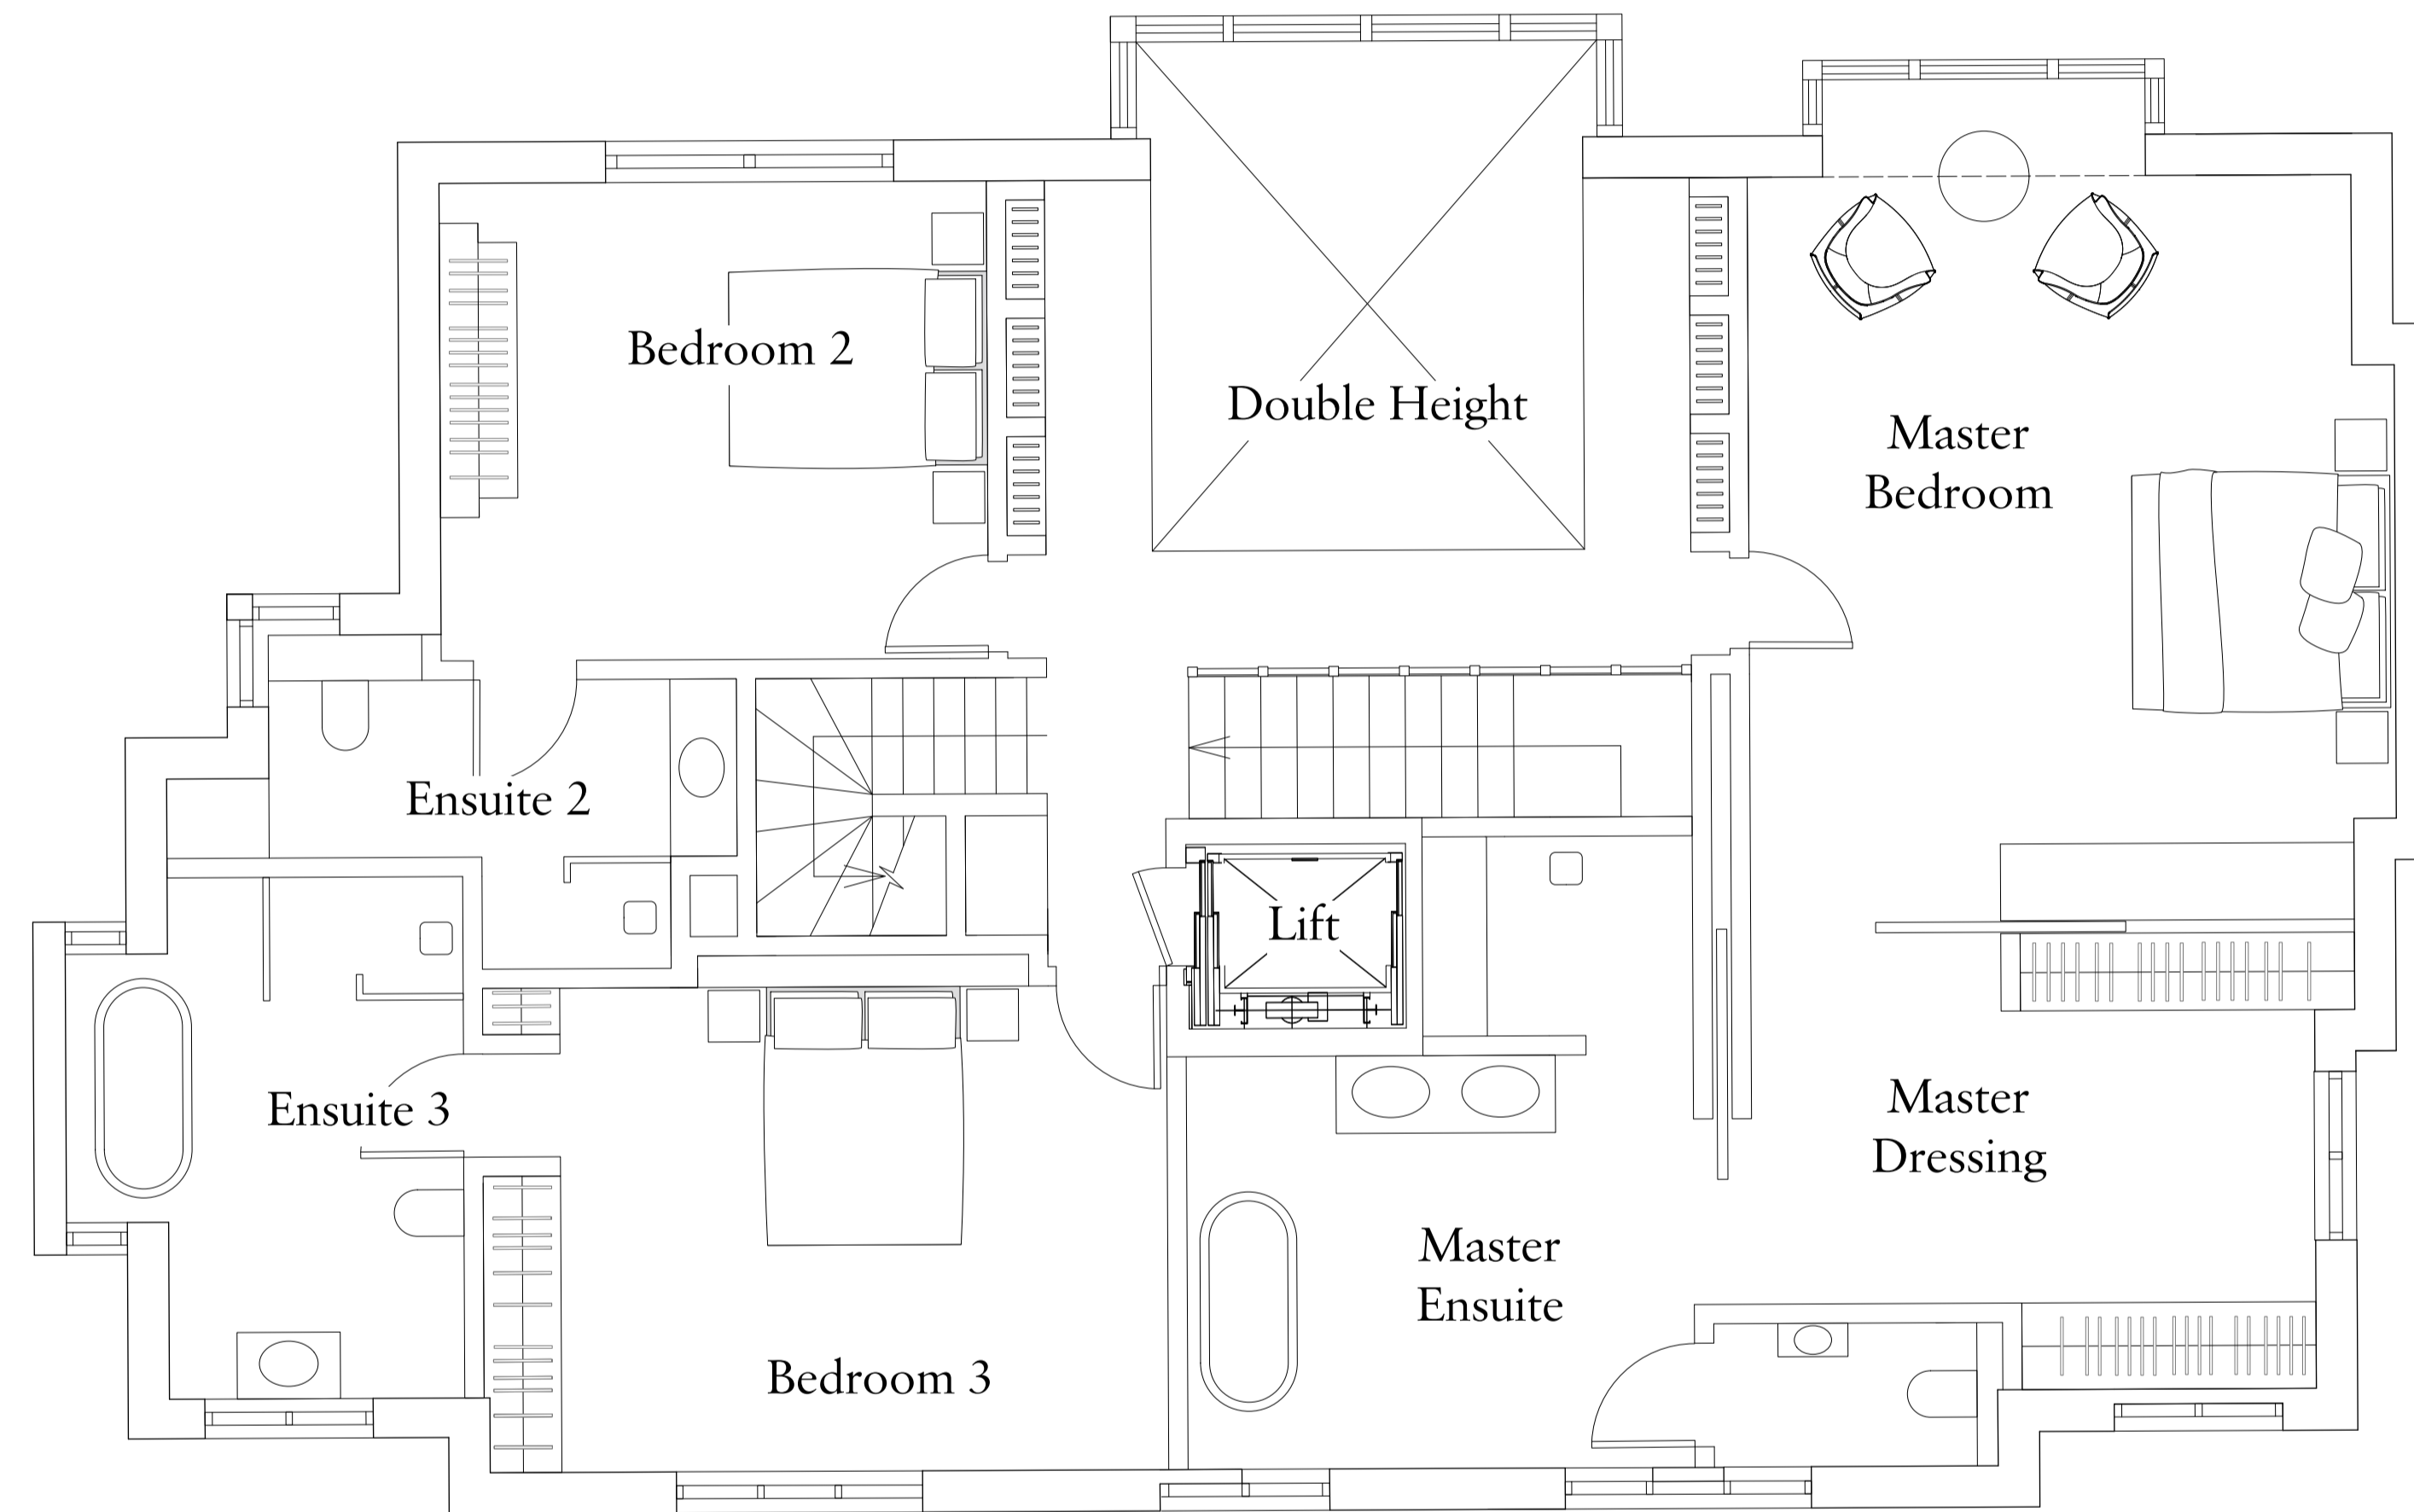 Bedroom 2
Double Height
Master
Bedroom
Ensuite 2
Lift
Ensuite 3
Master
Dressing
Master
Ensuite
Bedroom 3